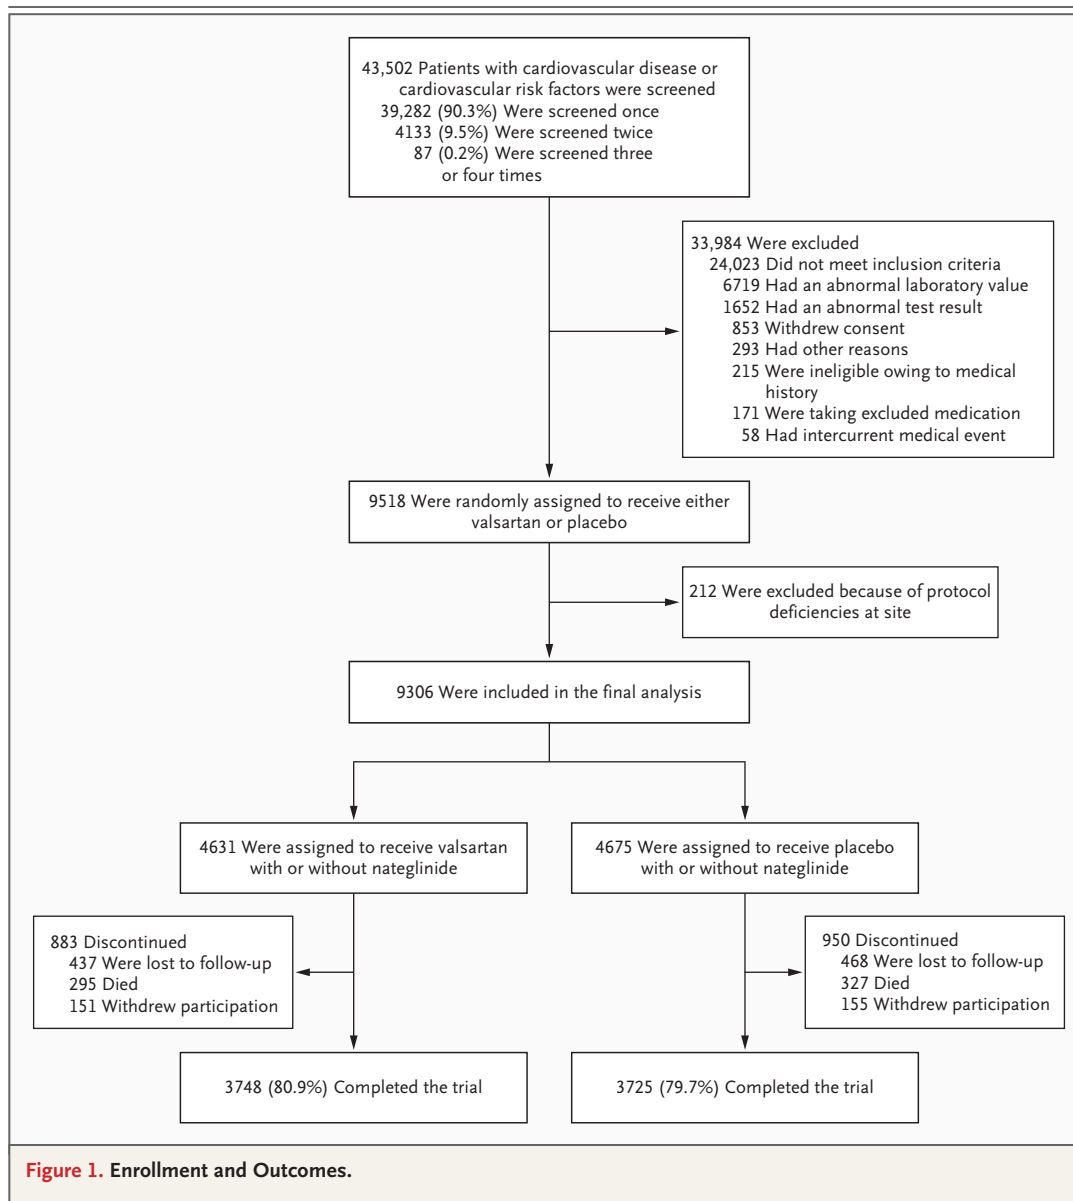 43,502 Patients with cardiovascular disease or
cardiovascular risk factors were screened
39,282 (90.3%) Were screened once
4133 (9.5%) Were screened twice
87 (0.2%) Were screened three
or four times
33,984 Were excluded
24,023 Did not meet inclusion criteria
6719 Had an abnormal laboratory value
1652 Had an abnormal test result
853 Withdrew consent
293 Had other reasons
215 Were ineligible owing to medical
history
171 Were taking excluded medication
58 Had intercurrent medical event
9518 Were randomly assigned to receive either
valsartan or placebo
212 Were excluded because of protocol
deficiencies at site
9306 Were included in the final analysis
4631 Were assigned to receive valsartan
with or without nateglinide
4675 Were assigned to receive placebo
with or without nateglinide
883 Discontinued
437 Were lost to follow-up
295 Died
151 Withdrew participation
950 Discontinued
468 Were lost to follow-up
327 Died
155 Withdrew participation
3748 (80.9%) Completed the trial
3725 (79.7%) Completed the trial
Figure 1. Enrollment and Outcomes.